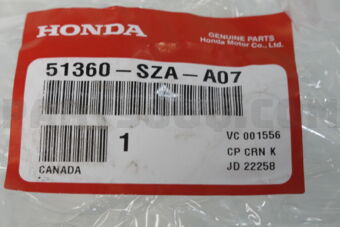 HONDA
GENUINE PARTS
Honda Motor Co., Ltd.
51360-SZA-A07
1
VC 001556
CP CRN K
JD 22258
CANADA